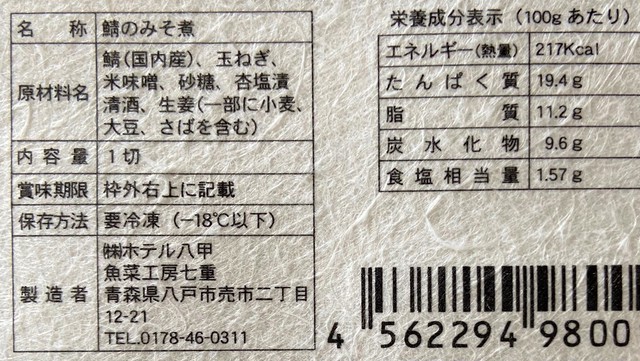 名称 鯖のみそ煮
原材料名 鯖(国内産)、玉ねぎ、
米味噌、砂糖、杏塩漬
清酒、生姜(一部に小麦、
大豆、さばを含む)
内容量 1切
賞味期限 枠外右上に記載
保存方法 要冷凍(−18℃以下)
製造者 ㈱ホテル八甲
魚菜工房七重
青森県八戸市売市二丁目
12-21
TEL.0178-46-0311
栄養成分表示(100gあたり)
エネルギー(熱量) 217Kcal
たんぱく質 19.4g
脂質 11.2g
炭水化物 9.6g
食塩相当量 1.57g
4 562294 9800